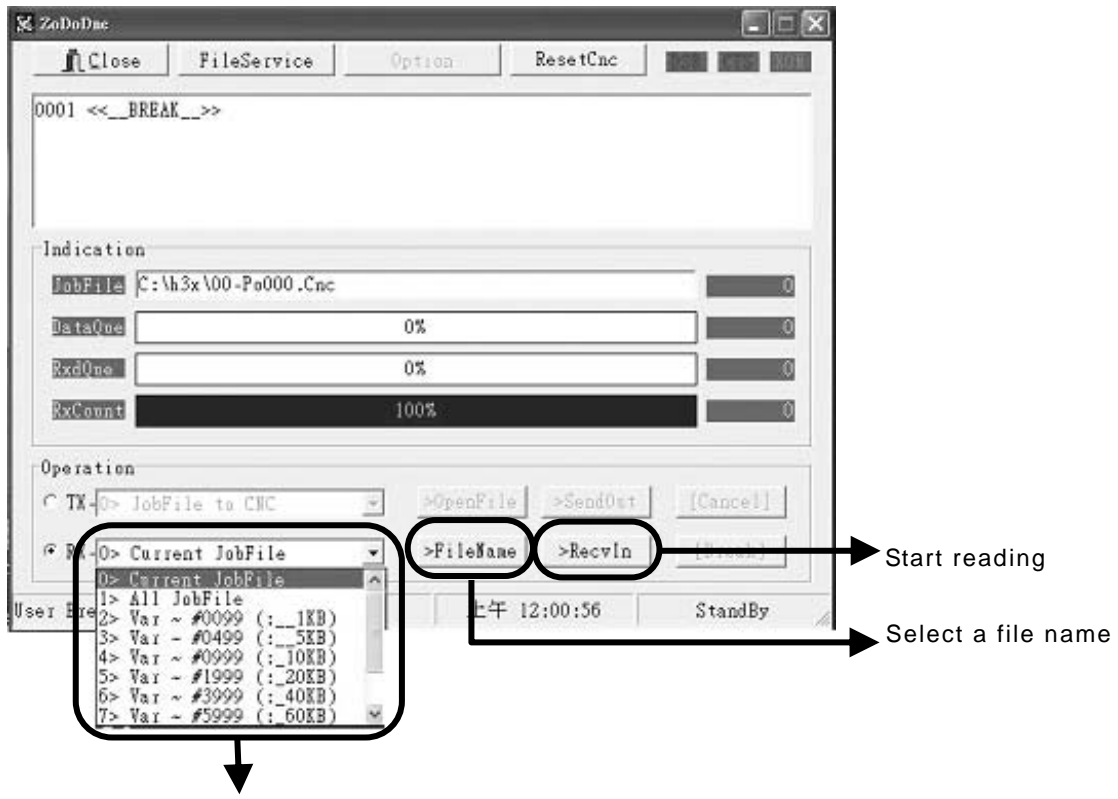 ZoDoDnc
Close FileService Option ResetCnc
0001 <<__BREAK__>>
Indication
JobFile C:\h3x\00-Po000.Cnc 0
DataQue 0% 0
RxdQue 0% 0
RxCount 100% 0
Operation
TX-0> JobFile to CNC >OpenFile >SendOut [Cancel]
0> Current JobFile >FileName >RecvIn [Break]
Start reading
0> Current JobFile
1> All JobFile
User 上午 12:00:56 StandBy
2> Var ~ #0099 (:__1KB)
3> Var ~ #0499 (:__5KB)
Select a file name
4> Var ~ #0999 (:_10KB)
5> Var ~ #1999 (:_20KB)
6> Var ~ #3999 (:_40KB)
7> Var ~ #5999 (:_60KB)